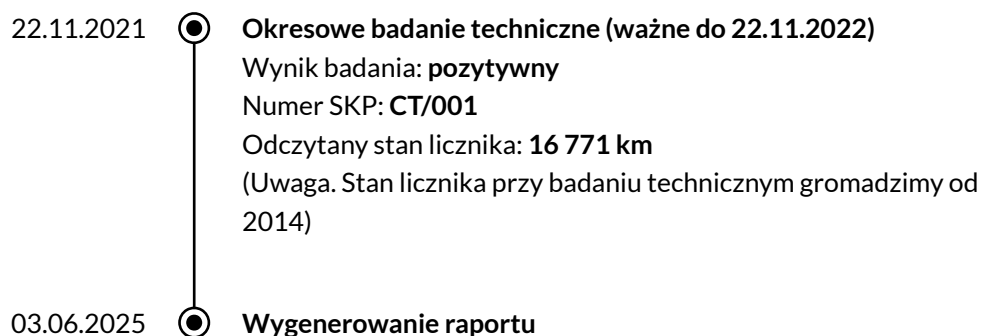 22.11.2021 Okresowe badanie techniczne (ważne do 22.11.2022)
Wynik badania: pozytywny
Numer SKP: CT/001
Odczytany stan licznika: 16 771 km
(Uwaga. Stan licznika przy badaniu technicznym gromadzimy od
2014)
03.06.2025 Wygenerowanie raportu